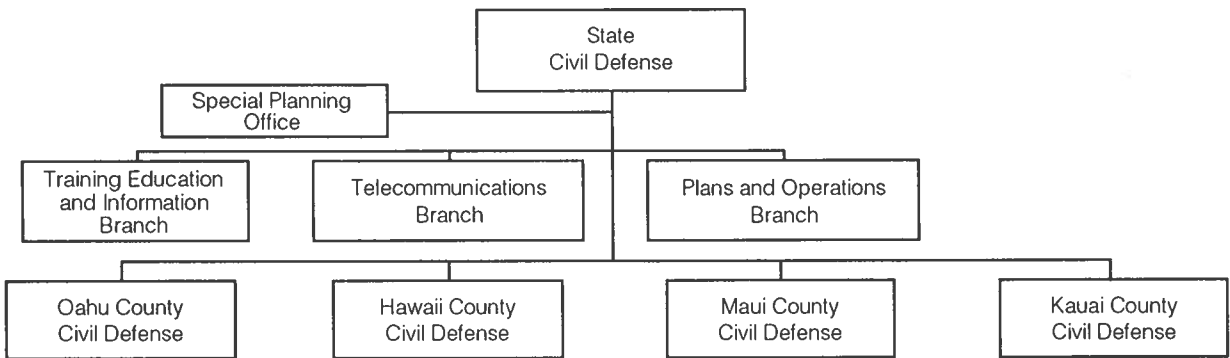 State
Civil Defense
Special Planning
Office
Training Education
and Information
Branch
Telecommunications
Branch
Plans and Operations
Branch
Oahu County
Civil Defense
Hawaii County
Civil Defense
Maui County
Civil Defense
Kauai County
Civil Defense